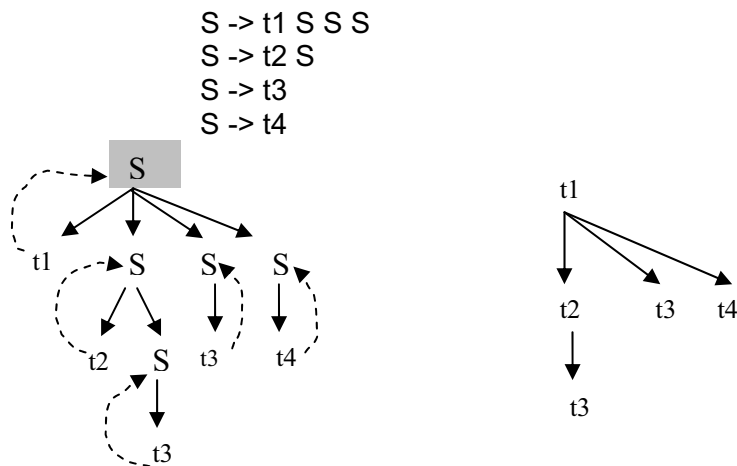 S -> t1 S S S
S -> t2 S
S -> t3
S -> t4
S
t1
t1 S S S
t2 t3 t4
t2 S t3 t4
t3
t3